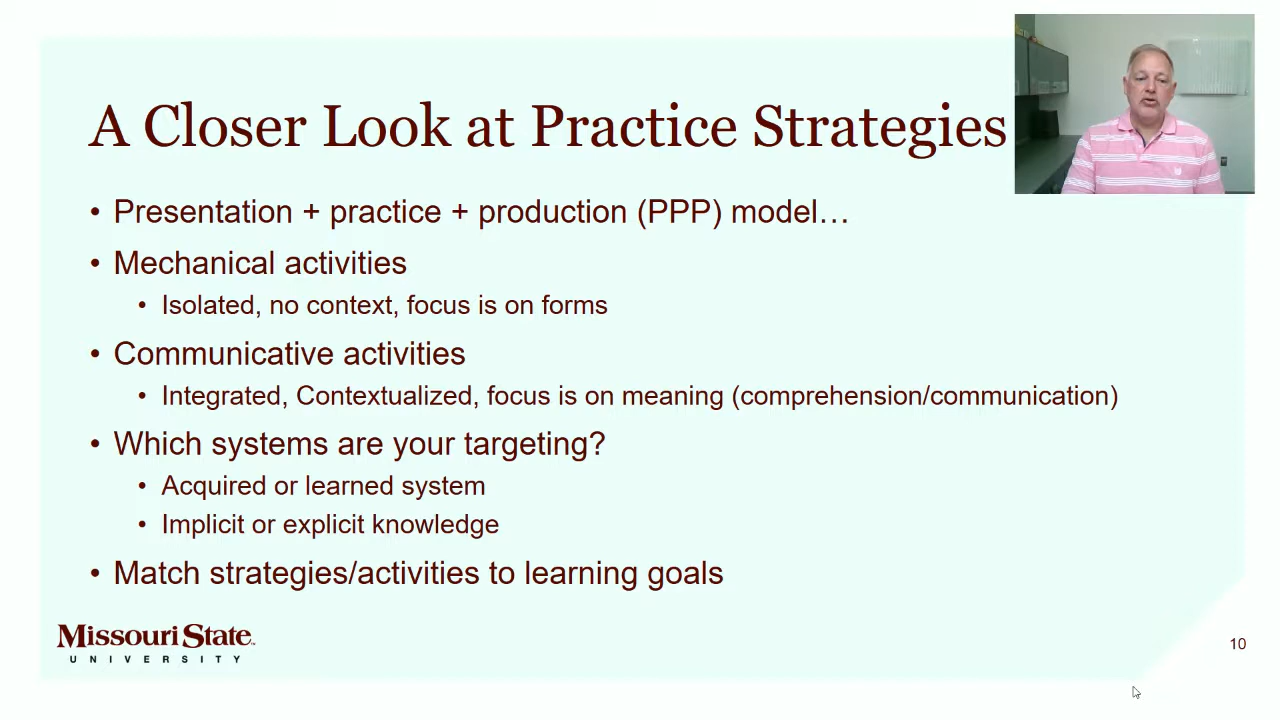 A Closer Look at Practice Strategies
• Presentation + practice + production (PPP) model…
• Mechanical activities
• Isolated, no context, focus is on forms
• Communicative activities
• Integrated, Contextualized, focus is on meaning (comprehension/communication)
• Which systems are your targeting?
• Acquired or learned system
• Implicit or explicit knowledge
• Match strategies/activities to learning goals
Missouri State
UNIVERSITY
10